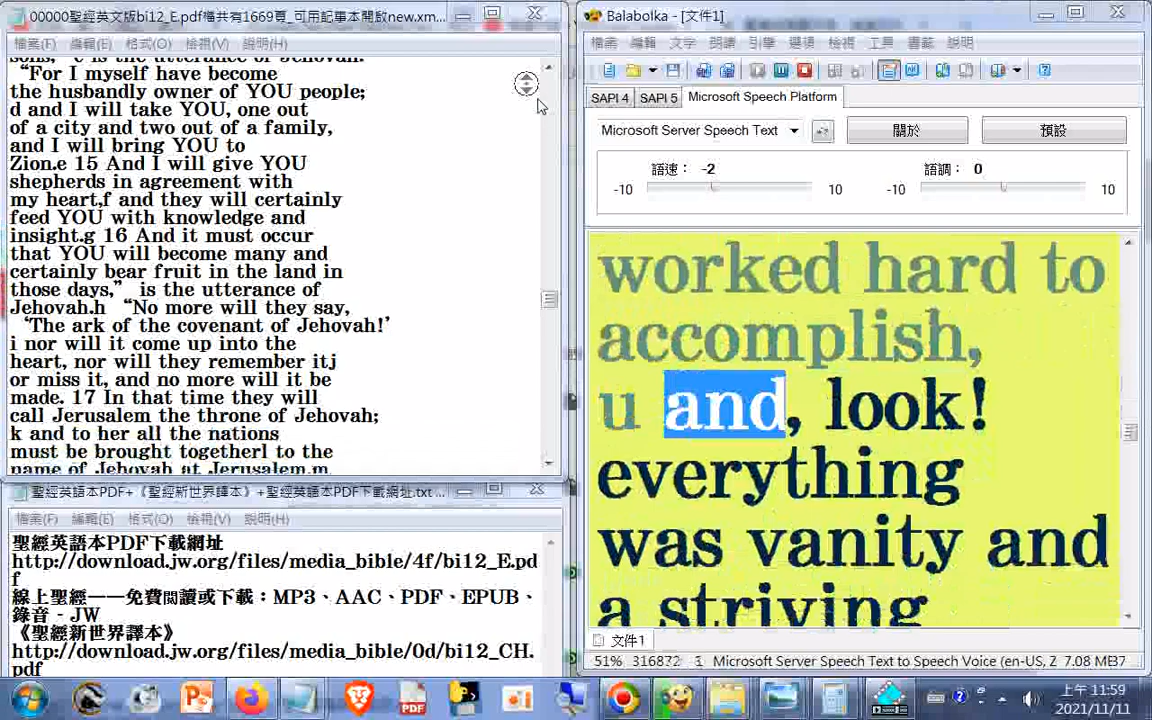 00000聖經英文版bi12_E.pdf檔共有1669頁_可用記事本開啟new.xm...
檔案(F) 編輯(E) 格式(O) 檢視(V) 說明(H)
“For I myself have become
the husbandly owner of YOU people;
d and I will take YOU, one out
of a city and two out of a family,
and I will bring YOU to
Zion.e 15 And I will give YOU
shepherds in agreement with
my heart,f and they will certainly
feed YOU with knowledge and
insight.g 16 And it must occur
that YOU will become many and
certainly bear fruit in the land in
those days,” is the utterance of
Jehovah.h “No more will they say,
‘The ark of the covenant of Jehovah!’
i nor will it come up into the
heart, nor will they remember itj
or miss it, and no more will it be
made. 17 In that time they will
call Jerusalem the throne of Jehovah;
k and to her all the nations
must be brought togetherl to the
name of Jehovah at Jerusalem.m
聖經英語本PDF+《聖經新世界譯本》+聖經英語本PDF下載網址.txt ...
檔案(F) 編輯(E) 格式(O) 檢視(V) 說明(H)
聖經英語本PDF下載網址
http://download.jw.org/files/media_bible/4f/bi12_E.pd
f
線上聖經——免費閱讀或下載：MP3、AAC、PDF、EPUB、
錄音 - JW
《聖經新世界譯本》
http://download.jw.org/files/media_bible/0d/bi12_CH.
pdf
Balabolka - [文件1]
檔案 編輯 文字 朗讀 引擎 選項 檢視 工具 書籤 說明
SAPI 4 SAPI 5 Microsoft Speech Platform
Microsoft Server Speech Text 關於 預設
語速： -2 語調： 0
-10 10 -10 10
worked hard to
accomplish,
u and, look!
everything
was vanity and
a striving
文件1
51% 316872 1 Microsoft Server Speech Text to Speech Voice (en-US, Z 7.08 MB37
上午 11:59
2021/11/11